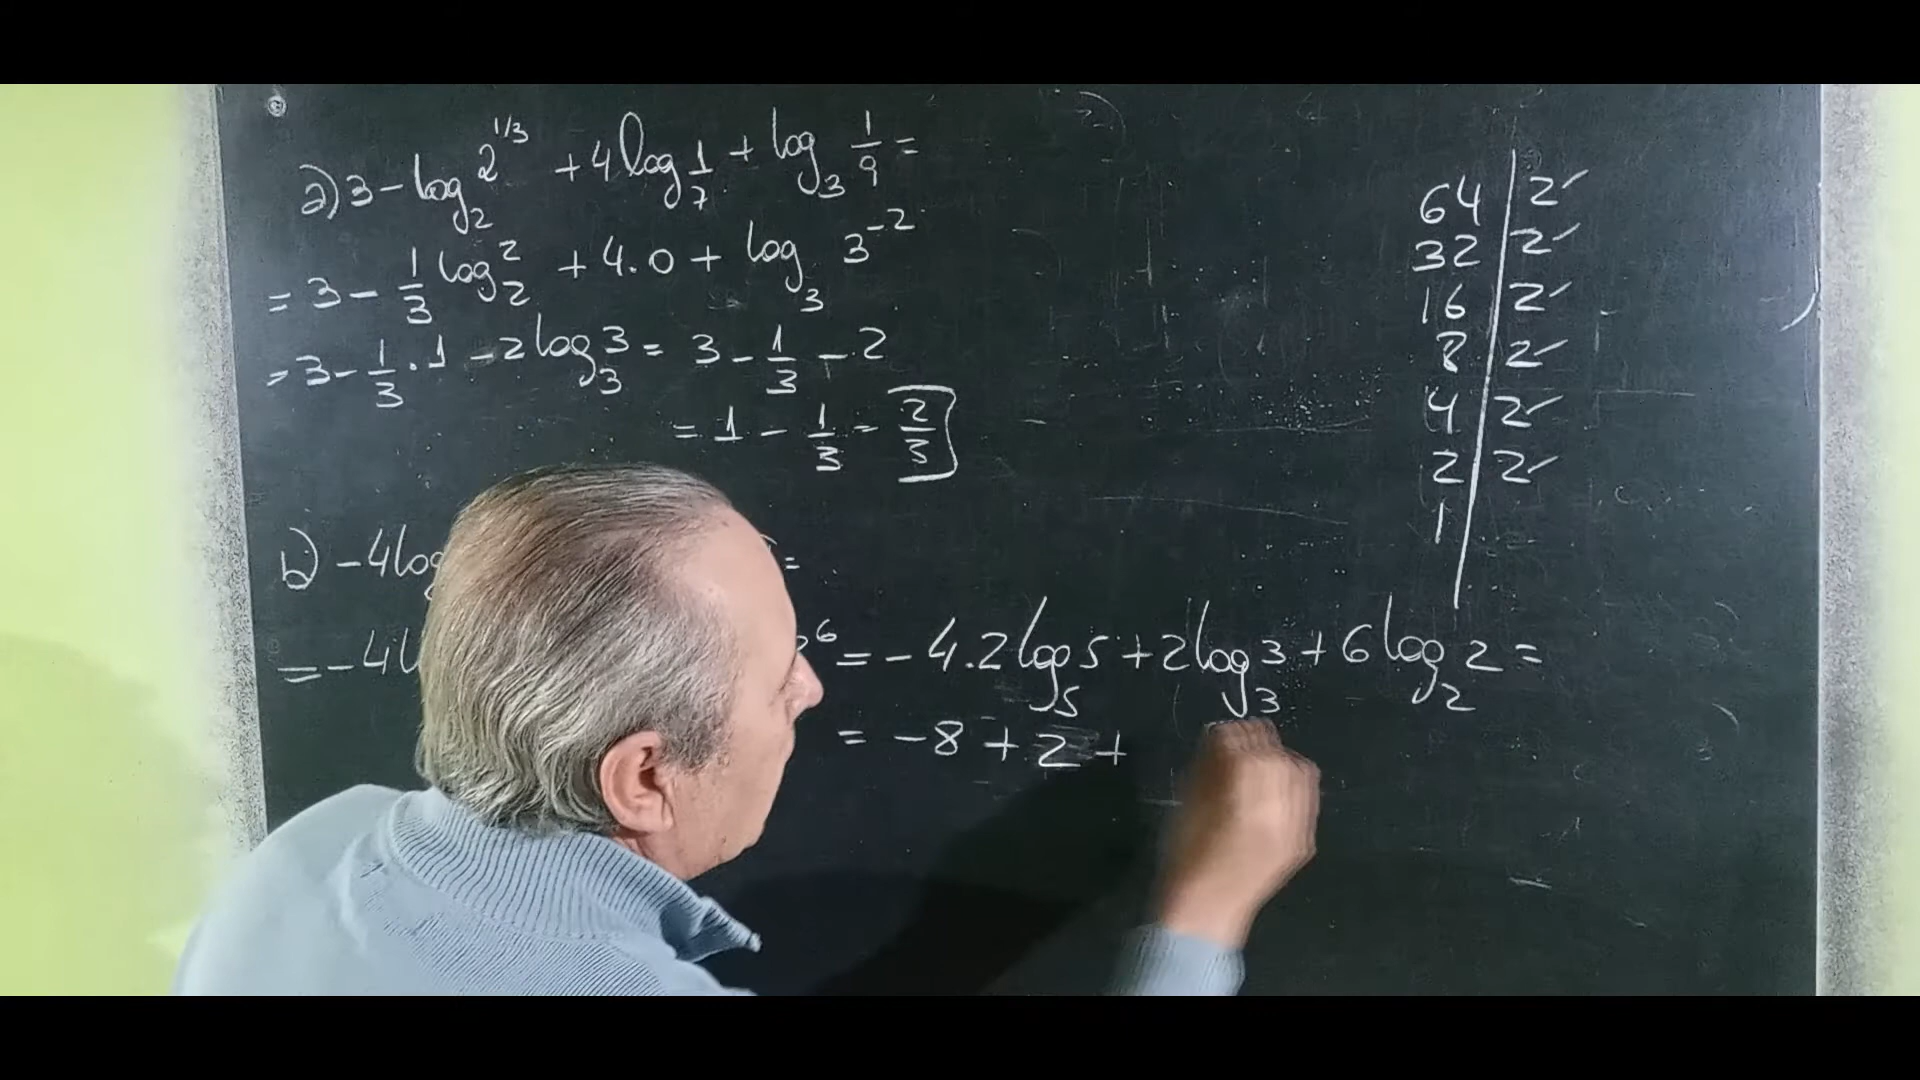 a) 3 - log₂ 2^1/3 + 4 log₇ 1 + log₃ 1/9 =
= 3 - 1/3 log₂ 2 + 4.0 + log₃ 3⁻²
= 3 - 1/3 . 1 - 2 log₃ 3 = 3 - 1/3 - 2
= 1 - 1/3 = 2/3
b) -4 log =
= -4 l ⁶ = -4.2 log₅ 5 + 2 log₃ 3 + 6 log₂ 2 =
= -8 + 2 +
64 | 2
32 | 2
16 | 2
8 | 2
4 | 2
2 | 2
1 |